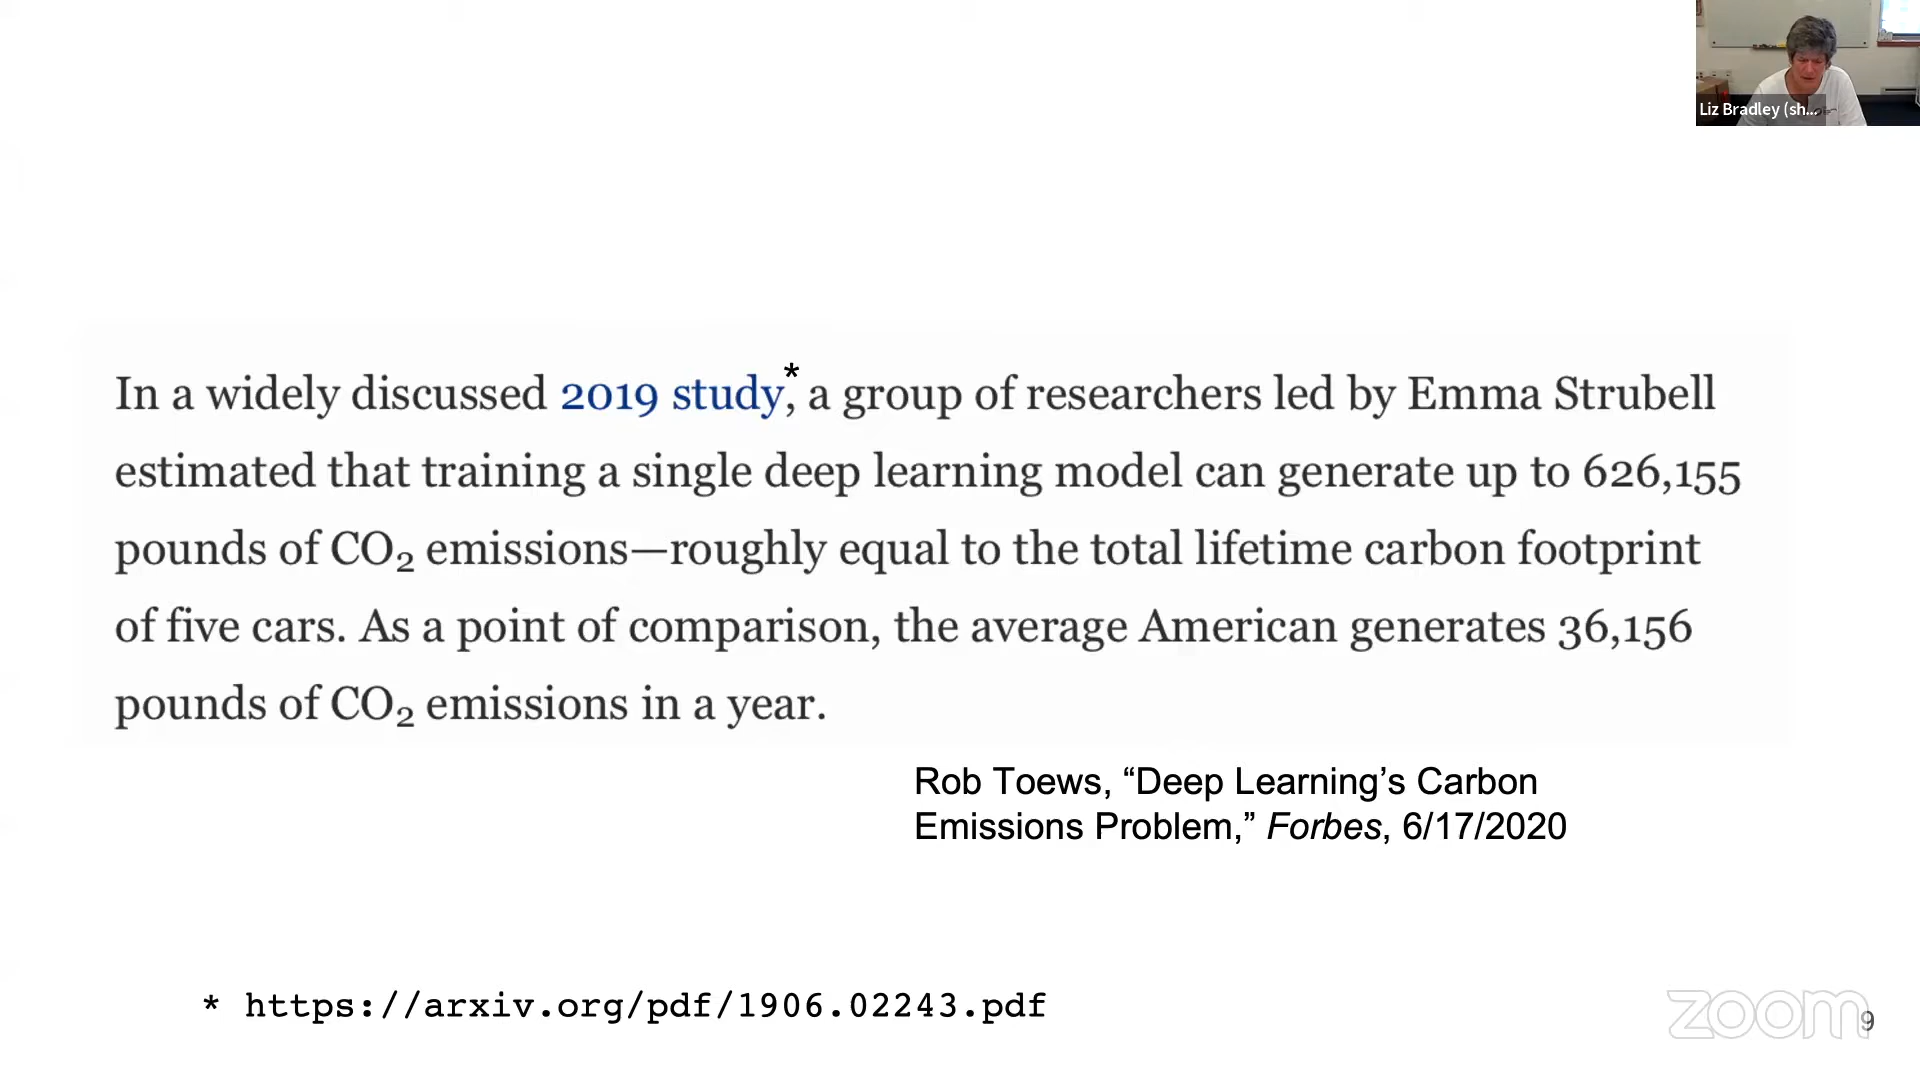 Liz Bradley (sh...
In a widely discussed 2019 study*, a group of researchers led by Emma Strubell
estimated that training a single deep learning model can generate up to 626,155
pounds of CO₂ emissions—roughly equal to the total lifetime carbon footprint
of five cars. As a point of comparison, the average American generates 36,156
pounds of CO₂ emissions in a year.
Rob Toews, “Deep Learning’s Carbon
Emissions Problem,” Forbes, 6/17/2020
* https://arxiv.org/pdf/1906.02243.pdf
zoom
9